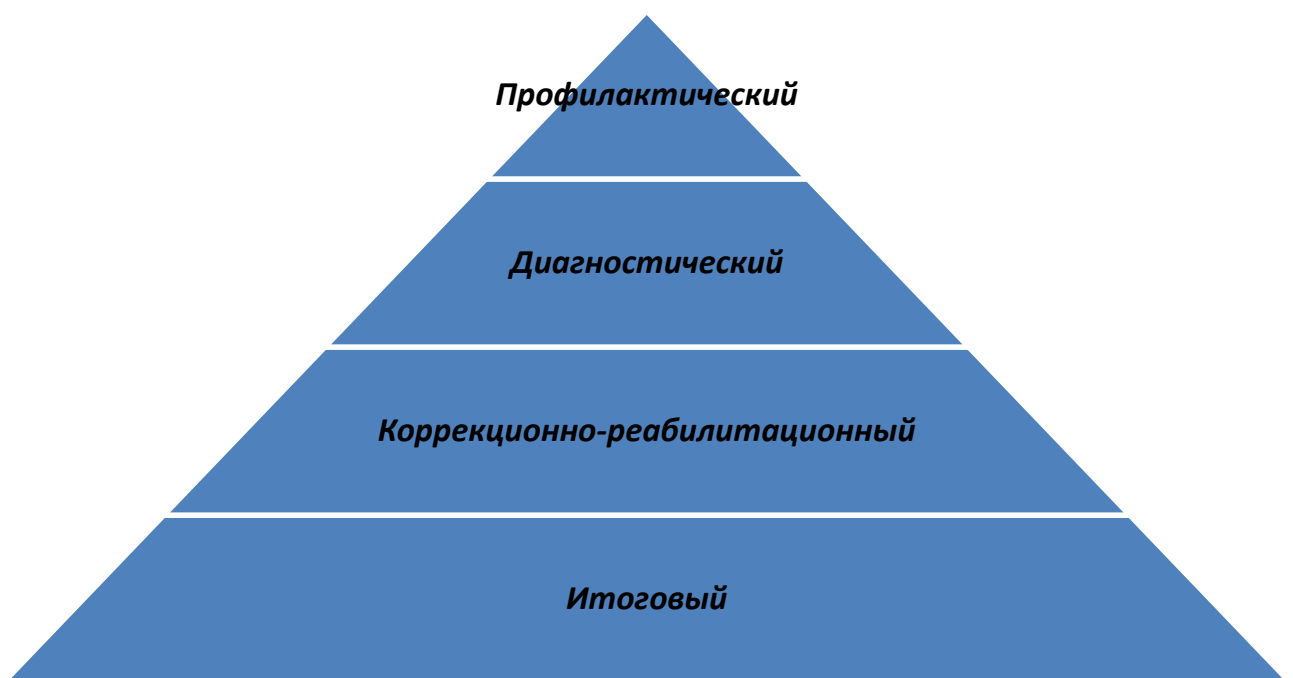 Профилактический
Диагностический
Коррекционно-реабилитационный
Итоговый